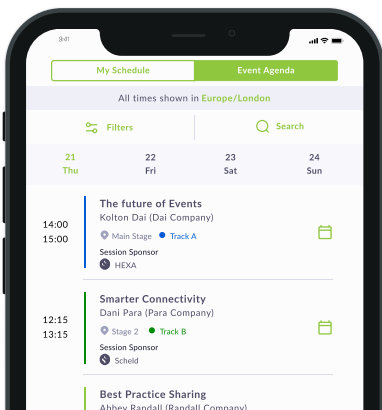 9:41
My Schedule Event Agenda
All times shown in Europe/London
Filters Search
21 22 23 24
Thu Fri Sat Sun
The future of Events
Kolton Dai (Dai Company)
14:00
15:00
Main Stage Track A
Session Sponsor
HEXA
Smarter Connectivity
Dani Para (Para Company)
12:15
13:15
Stage 2 Track B
Session Sponsor
Scheld
Best Practice Sharing
Abbey Randall (Randall Company)